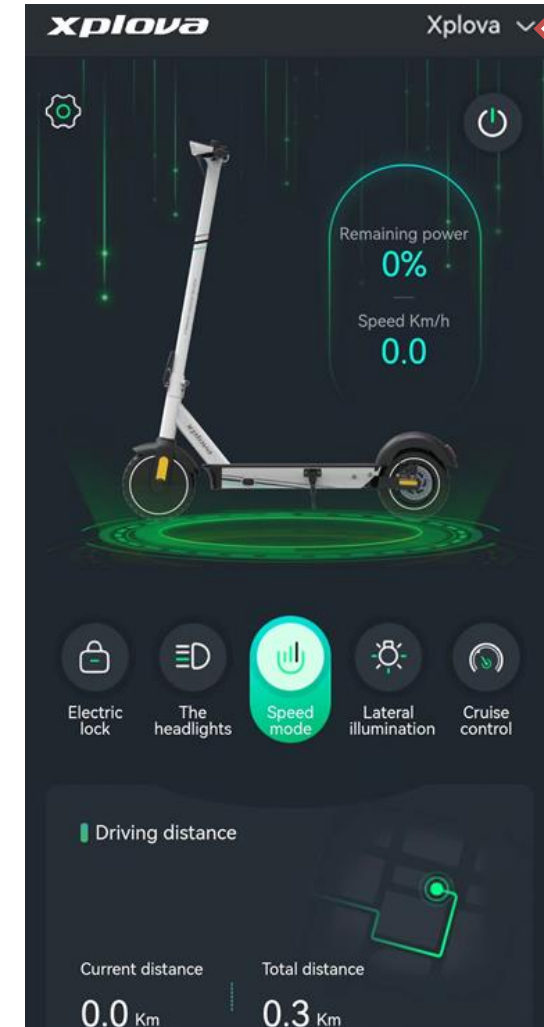 xplova
Xplova
Remaining power
0%
Speed Km/h
0.0
xplova
Electric
lock
The
headlights
Speed
mode
Lateral
illumination
Cruise
control
Driving distance
Current distance
Total distance
0.0 Km
0.3 Km